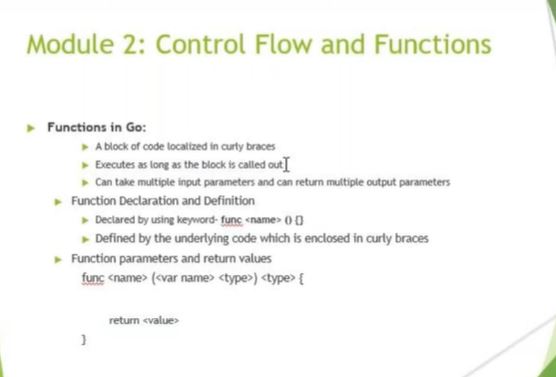 Module 2: Control Flow and Functions
Functions in Go:
A block of code localized in curly braces
Executes as long as the block is called out
Can take multiple input parameters and can return multiple output parameters
Function Declaration and Definition
Declared by using keyword- func <name> () {}
Defined by the underlying code which is enclosed in curly braces
Function parameters and return values
func <name> (<var name> <type>) <type> {
return <value>
}